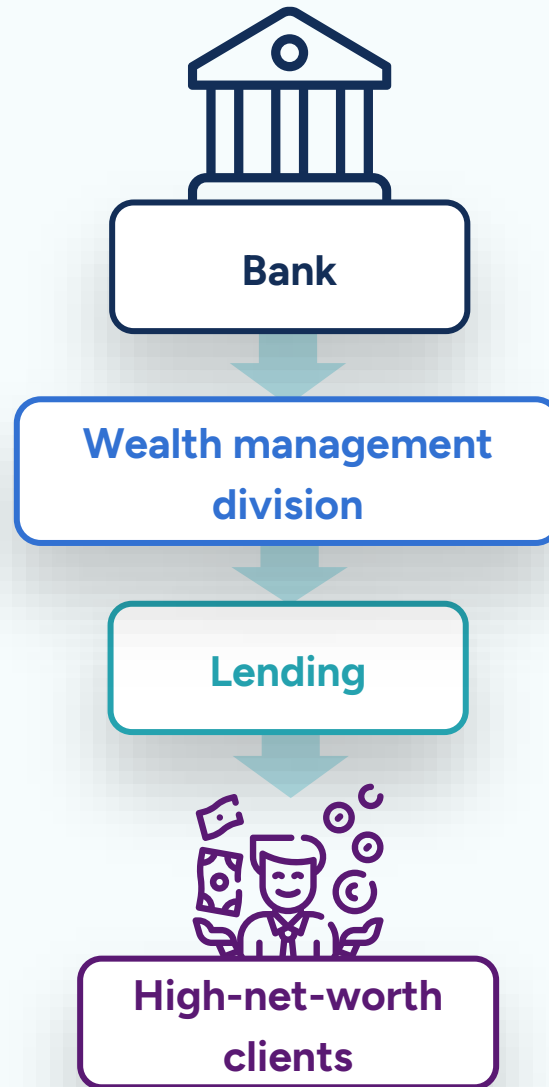 Bank
Wealth management
division
Lending
High-net-worth
clients